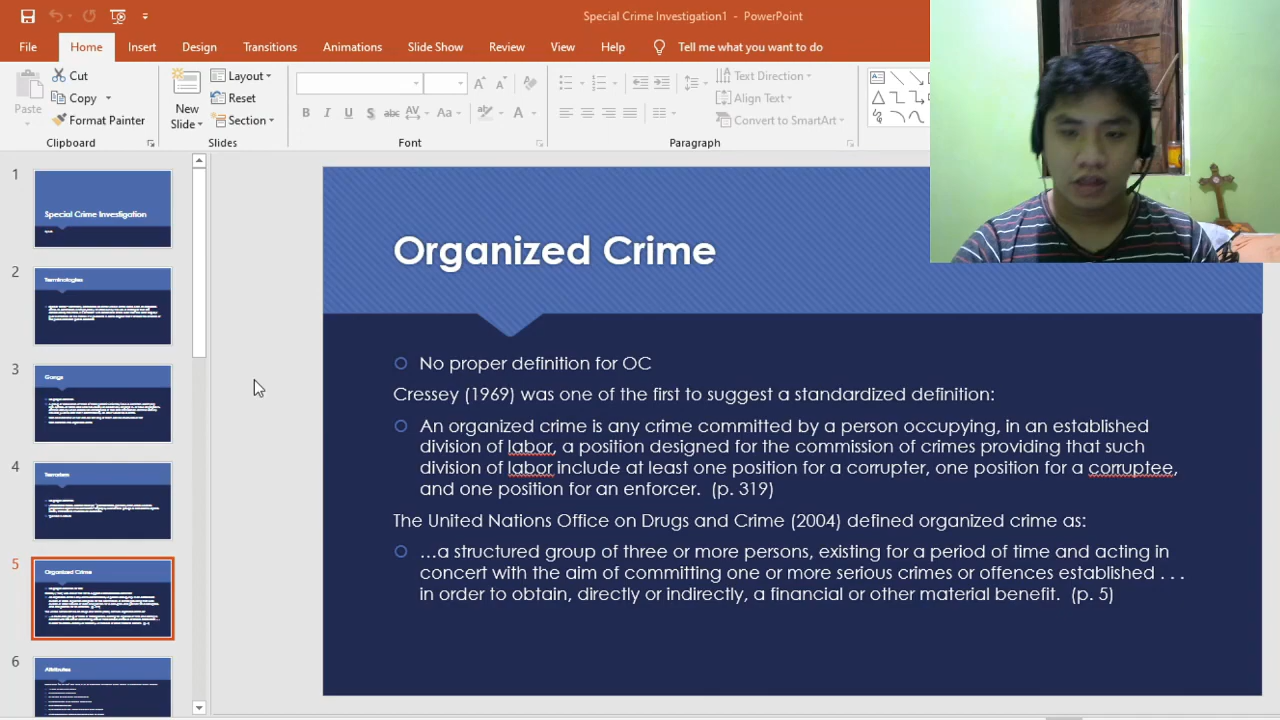 Special Crime Investigation1 - PowerPoint
File Home Insert Design Transitions Animations Slide Show Review View Help Tell me what you want to do
Paste
Cut
Copy
Format Painter
Clipboard
New
Slide
Layout
Reset
Section
Slides
B I U S abc AV Aa A
Font
Text Direction
Align Text
Convert to SmartArt
Paragraph
1
Special Crime Investigation
2
Terminologies
3
Gangs
4
Terrorism
5
Organized Crime
6
Attributes
Organized Crime
No proper definition for OC
Cressey (1969) was one of the first to suggest a standardized definition:
An organized crime is any crime committed by a person occupying, in an established
division of labor, a position designed for the commission of crimes providing that such
division of labor include at least one position for a corrupter, one position for a corruptee,
and one position for an enforcer. (p. 319)
The United Nations Office on Drugs and Crime (2004) defined organized crime as:
…a structured group of three or more persons, existing for a period of time and acting in
concert with the aim of committing one or more serious crimes or offences established . . .
in order to obtain, directly or indirectly, a financial or other material benefit. (p. 5)